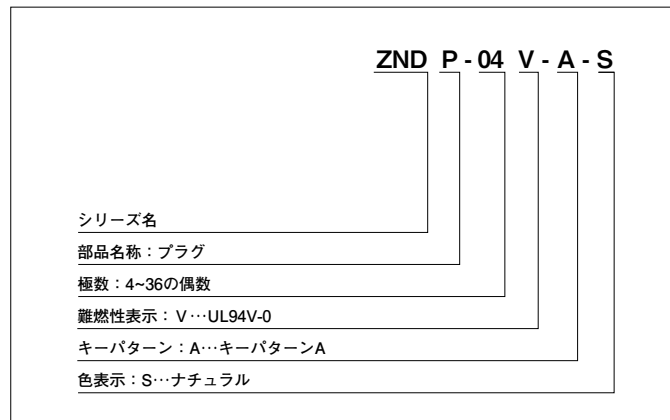 ZND P - 04 V - A - S
シリーズ名
部品名称：プラグ
極数：4~36の偶数
難燃性表示：V…UL94V-0
キーパターン：A…キーパターンA
色表示：S…ナチュラル